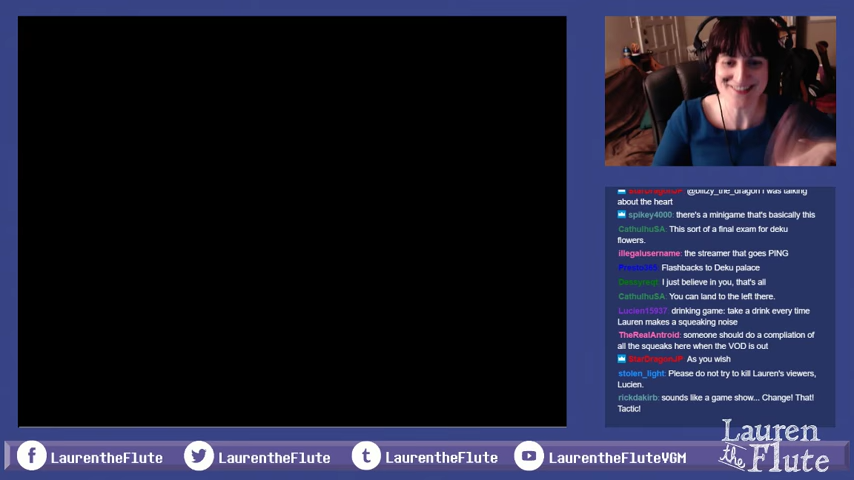 StarDragonJP: @blitzy_the_dragon I was talking
about the heart
spikey4000: there's a minigame that's basically this
CathulhuSA: This sort of a final exam for deku
flowers.
illegalusername: the streamer that goes PING
Presto365: Flashbacks to Deku palace
I just believe in you, that's all
CathulhuSA: You can land to the left there.
Lucien15937: drinking game: take a drink every time
Lauren makes a squeaking noise
TheRealAntroid: someone should do a compliation of
all the squeaks here when the VOD is out
StarDragonJP: As you wish
stolen_light: Please do not try to kill Lauren's viewers,
Lucien.
rickdakirb: sounds like a game show... Change! That!
Tactic!
LaurentheFlute
LaurentheFlute
LaurentheFlute
LaurentheFluteVGM
Lauren
the Flute